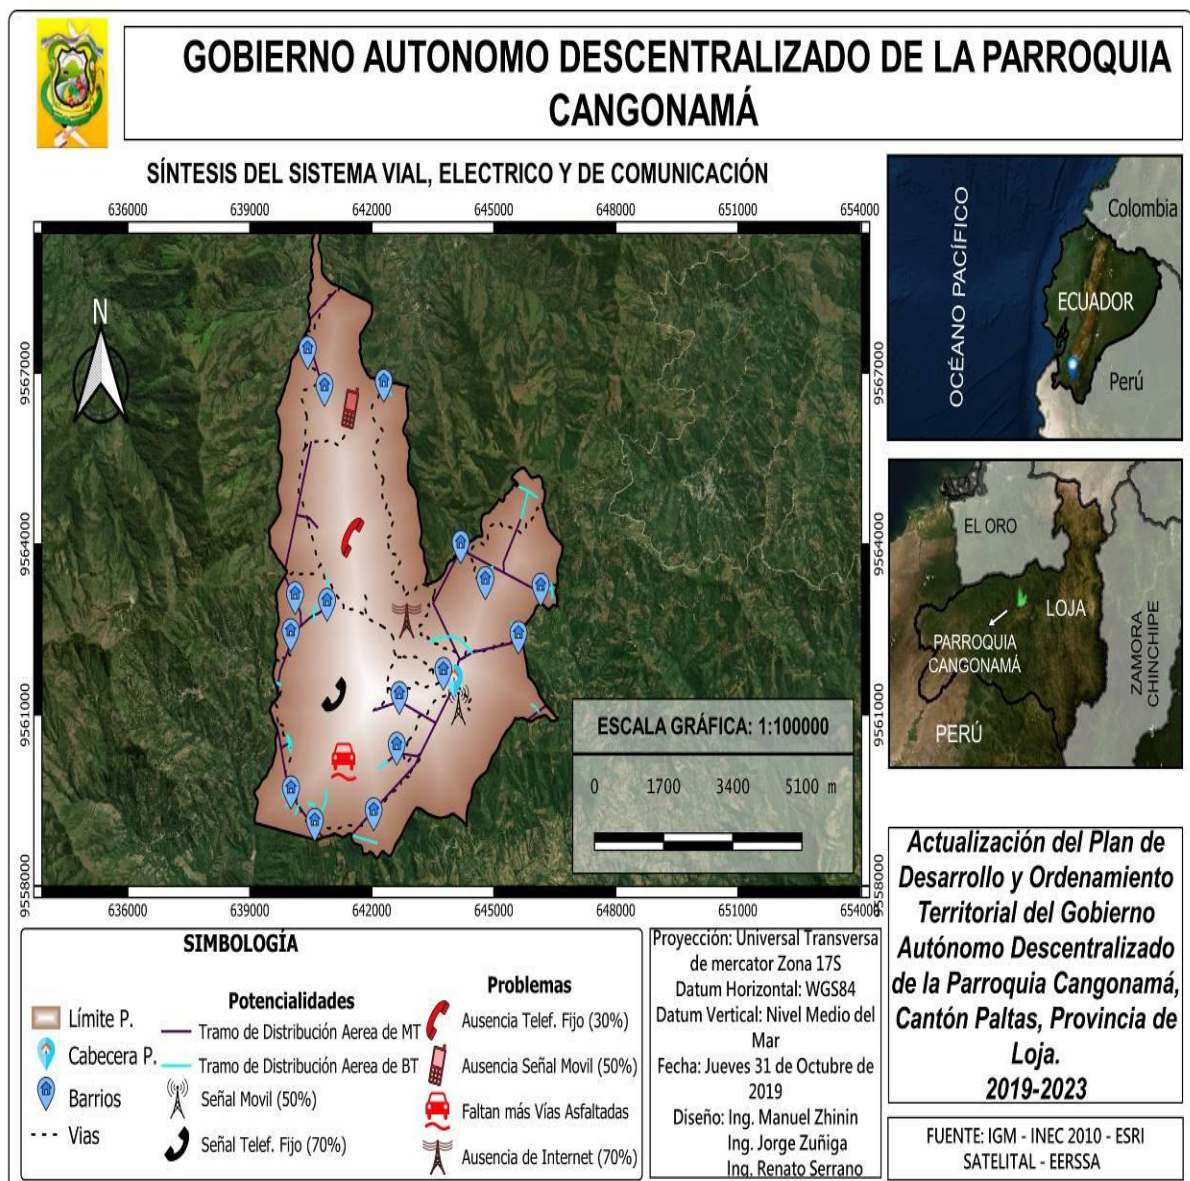 GOBIERNO AUTONOMO DESCENTRALIZADO DE LA PARROQUIA
CANGONAMÁ
SÍNTESIS DEL SISTEMA VIAL, ELECTRICO Y DE COMUNICACIÓN
636000
639000
642000
645000
648000
651000
654000
9567000
9564000
9561000
9558000
9567000
9564000
9561000
9558000
N
ESCALA GRÁFICA: 1:100000
0 1700 3400 5100 m
636000
639000
642000
645000
648000
651000
654000
OCÉANO PACÍFICO
Colombia
ECUADOR
Perú
EL ORO
LOJA
PARROQUIA
CANGONAMÁ
ZAMORA
CHINCHIPE
PERÚ
SIMBOLOGÍA
Límite P.
Cabecera P.
Barrios
Vias
Potencialidades
Tramo de Distribución Aerea de MT
Tramo de Distribución Aerea de BT
Señal Movil (50%)
Señal Telef. Fijo (70%)
Problemas
Ausencia Telef. Fijo (30%)
Ausencia Señal Movil (50%)
Faltan más Vías Asfaltadas
Ausencia de Internet (70%)
Proyección: Universal Transversa
de mercator Zona 17S
Datum Horizontal: WGS84
Datum Vertical: Nivel Medio del
Mar
Fecha: Jueves 31 de Octubre de
2019
Diseño: Ing. Manuel Zhinin
Ing. Jorge Zuñiga
Ing. Renato Serrano
Actualización del Plan de
Desarrollo y Ordenamiento
Territorial del Gobierno
Autónomo Descentralizado
de la Parroquia Cangonamá,
Cantón Paltas, Provincia de
Loja.
2019-2023
FUENTE: IGM - INEC 2010 - ESRI
SATELITAL - EERSSA